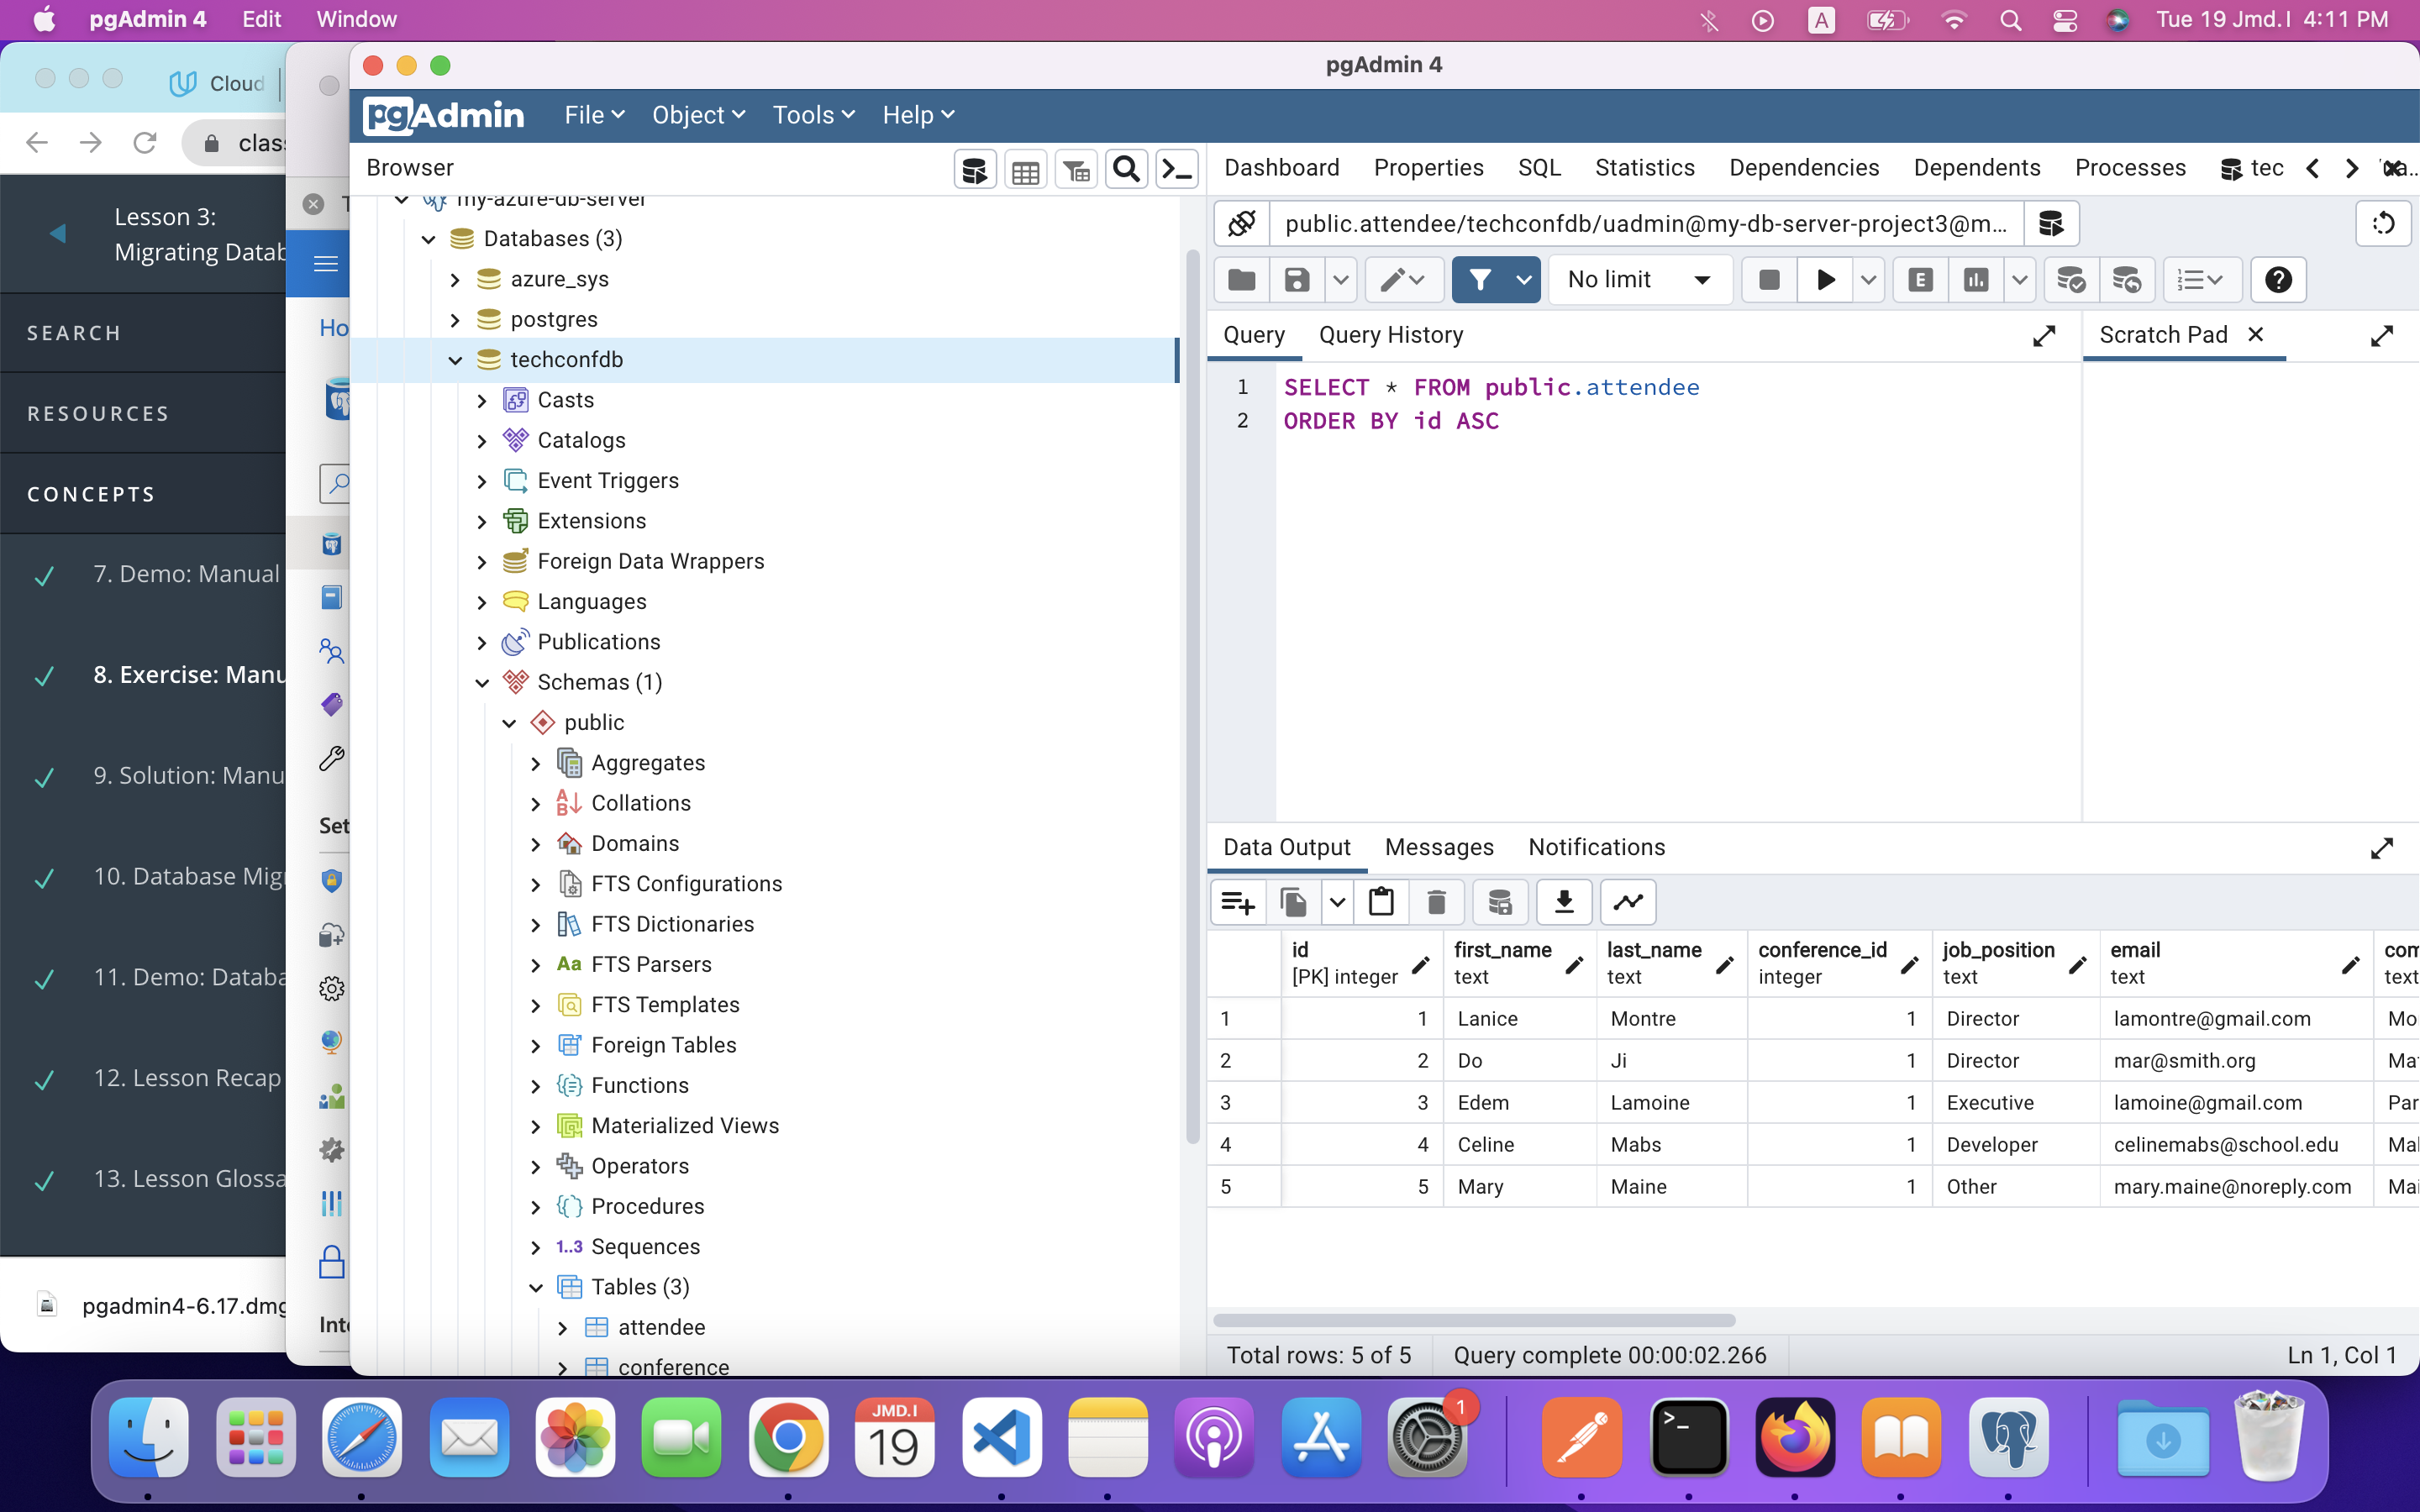 pgAdmin 4 Edit Window
A
Tue 19 Jmd.I 4:11 PM
Cloud
clas
Lesson 3:
Migrating Datab
SEARCH
RESOURCES
CONCEPTS
7. Demo: Manual
8. Exercise: Manu
9. Solution: Manu
10. Database Mig
11. Demo: Databa
12. Lesson Recap
13. Lesson Glossa
pgadmin4-6.17.dmg
T
Ho
Set
Inte
pgAdmin 4
pgAdmin File Object Tools Help
Browser
my-azure-db-server
Databases (3)
azure_sys
postgres
techconfdb
Casts
Catalogs
Event Triggers
Extensions
Foreign Data Wrappers
Languages
Publications
Schemas (1)
public
Aggregates
Collations
Domains
FTS Configurations
FTS Dictionaries
Aa FTS Parsers
FTS Templates
Foreign Tables
Functions
Materialized Views
Operators
Procedures
1..3 Sequences
Tables (3)
attendee
conference
Dashboard Properties SQL Statistics Dependencies Dependents Processes tec
public.attendee/techconfdb/uadmin@my-db-server-project3@m...
No limit
E
Query Query History
Scratch Pad
1 SELECT * FROM public.attendee
2 ORDER BY id ASC
Data Output Messages Notifications
id first_name last_name conference_id job_position email com
[PK] integer text text integer text text text
1 1 Lanice Montre 1 Director lamontre@gmail.com Mo
2 2 Do Ji 1 Director mar@smith.org Ma
3 3 Edem Lamoine 1 Executive lamoine@gmail.com Par
4 4 Celine Mabs 1 Developer celinemabs@school.edu Mal
5 5 Mary Maine 1 Other mary.maine@noreply.com Mai
Total rows: 5 of 5 Query complete 00:00:02.266 Ln 1, Col 1
JMD.I
19
1